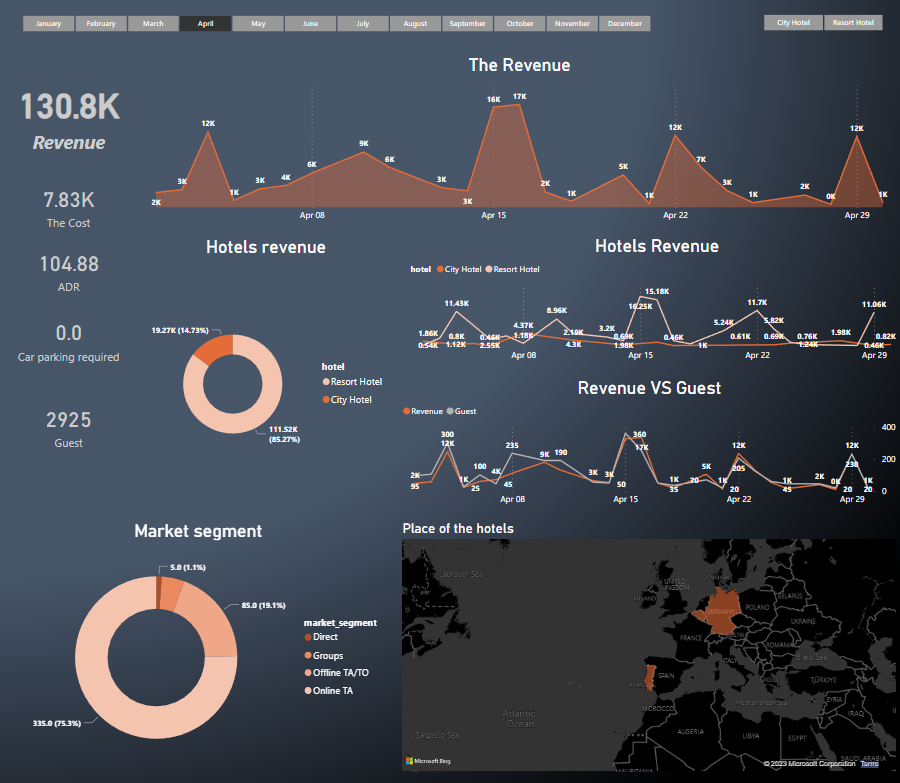 January February March April May June July August September October November December City Hotel Resort Hotel
The Revenue
130.8K
Revenue
7.83K
The Cost
104.88
ADR
0.0
Car parking required
2925
Guest
2K 3K 12K 1K 3K 4K 6K 9K 6K 3K 3K 16K 17K 2K 1K 5K 1K 12K 7K 3K 1K 2K 0K 12K 1K
Apr 08 Apr 15 Apr 22 Apr 29
Hotels revenue
19.27K (14.73%)
111.52K
(85.27%)
hotel
Resort Hotel
City Hotel
Hotels Revenue
hotel City Hotel Resort Hotel
1.86K 11.43K 0.8K 0.46K 4.37K 1.18K 8.96K 2.18K 3.2K 0.69K 16.25K 15.18K 0.46K 5.24K 11.7K 5.82K 0.76K 1.98K 11.06K 0.82K
0.54K 1.12K 2.55K 4.3K 1.98K 1K 0.61K 0.69K 1.24K 0.46K
Apr 08 Apr 15 Apr 22 Apr 29
Revenue VS Guest
Revenue Guest
400
200
0
2K 300 12K 1K 100 4K 235 9K 190 3K 3K 360 17K 1K 70 5K 1K 12K 205 1K 2K 0K 12K 230 1K
95 25 45 50 35 20 45 20 20
Apr 08 Apr 15 Apr 22 Apr 29
Market segment
5.0 (1.1%)
85.0 (19.1%)
335.0 (75.3%)
market_segment
Direct
Groups
Offline TA/TO
Online TA
Place of the hotels
Labrador Sea
UNITED
KINGDOM
DENMARK
IRELAND
BELARUS
GERMANY
POLAND
UKRAINE
FRANCE
AUSTRIA
ROMANIA
ITALY
Black Sea
SPAIN
PORTUGAL
TÜRKIYE
SYRIA
Mediterranean Sea
MOROCCO
IRAQ
Atlantic
Ocean
ALGERIA
LIBYA
EGYPT
Sargasso Sea
SAUDI ARABIA
MAURITANIA
Microsoft Bing
© 2023 Microsoft Corporation Terms